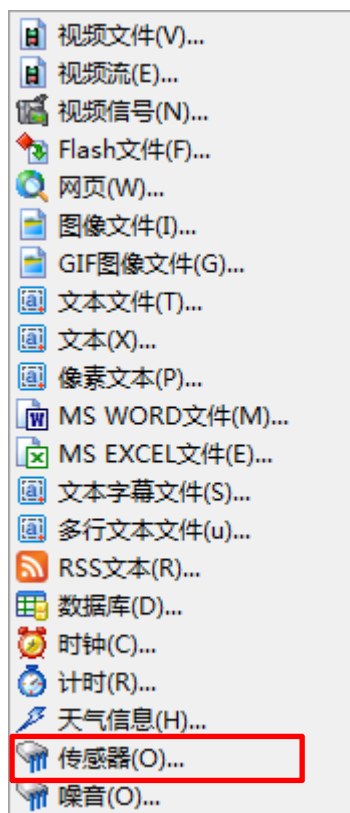 视频文件(V)...
视频流(E)...
视频信号(N)...
Flash文件(F)...
网页(W)...
图像文件(I)...
GIF图像文件(G)...
文本文件(T)...
文本(X)...
像素文本(P)...
MS WORD文件(M)...
MS EXCEL文件(E)...
文本字幕文件(S)...
多行文本文件(u)...
RSS文本(R)...
数据库(D)...
时钟(C)...
计时(R)...
天气信息(H)...
传感器(O)...
噪音(O)...